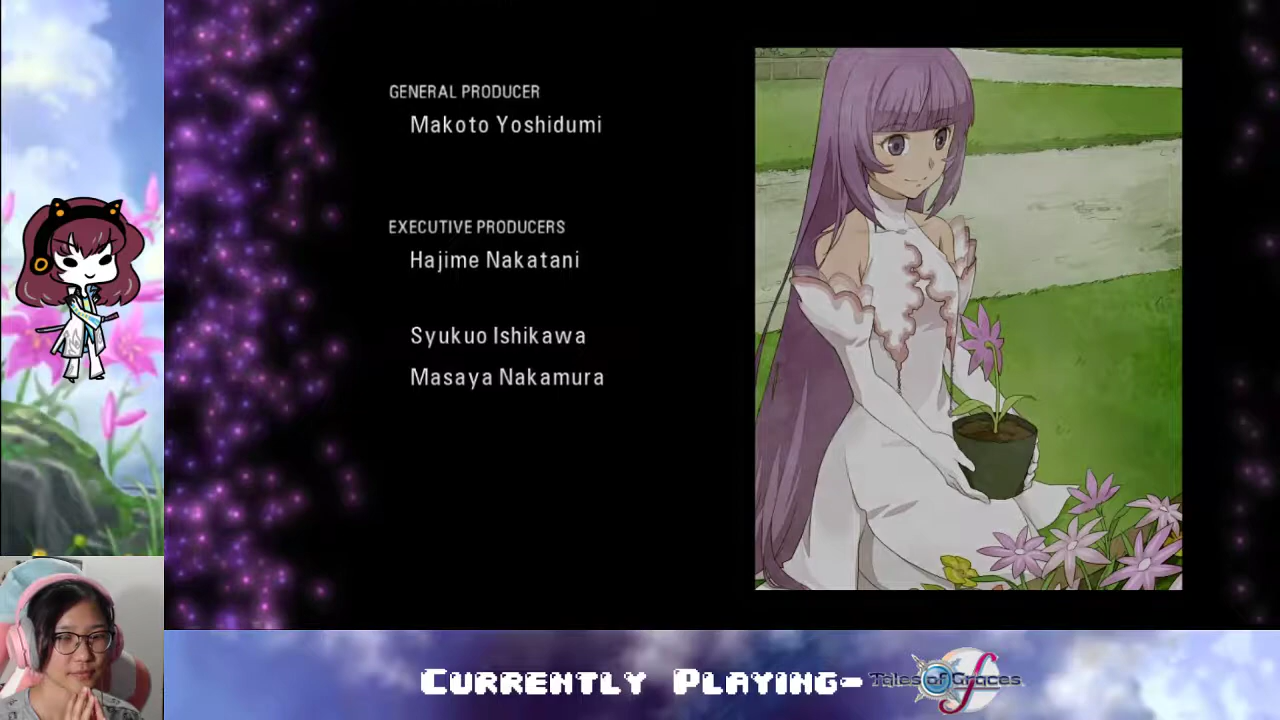 GENERAL PRODUCER
Makoto Yoshidumi
EXECUTIVE PRODUCERS
Hajime Nakatani
Syukuo Ishikawa
Masaya Nakamura
CURRENTLY PLAYING-
Tales of Graces f